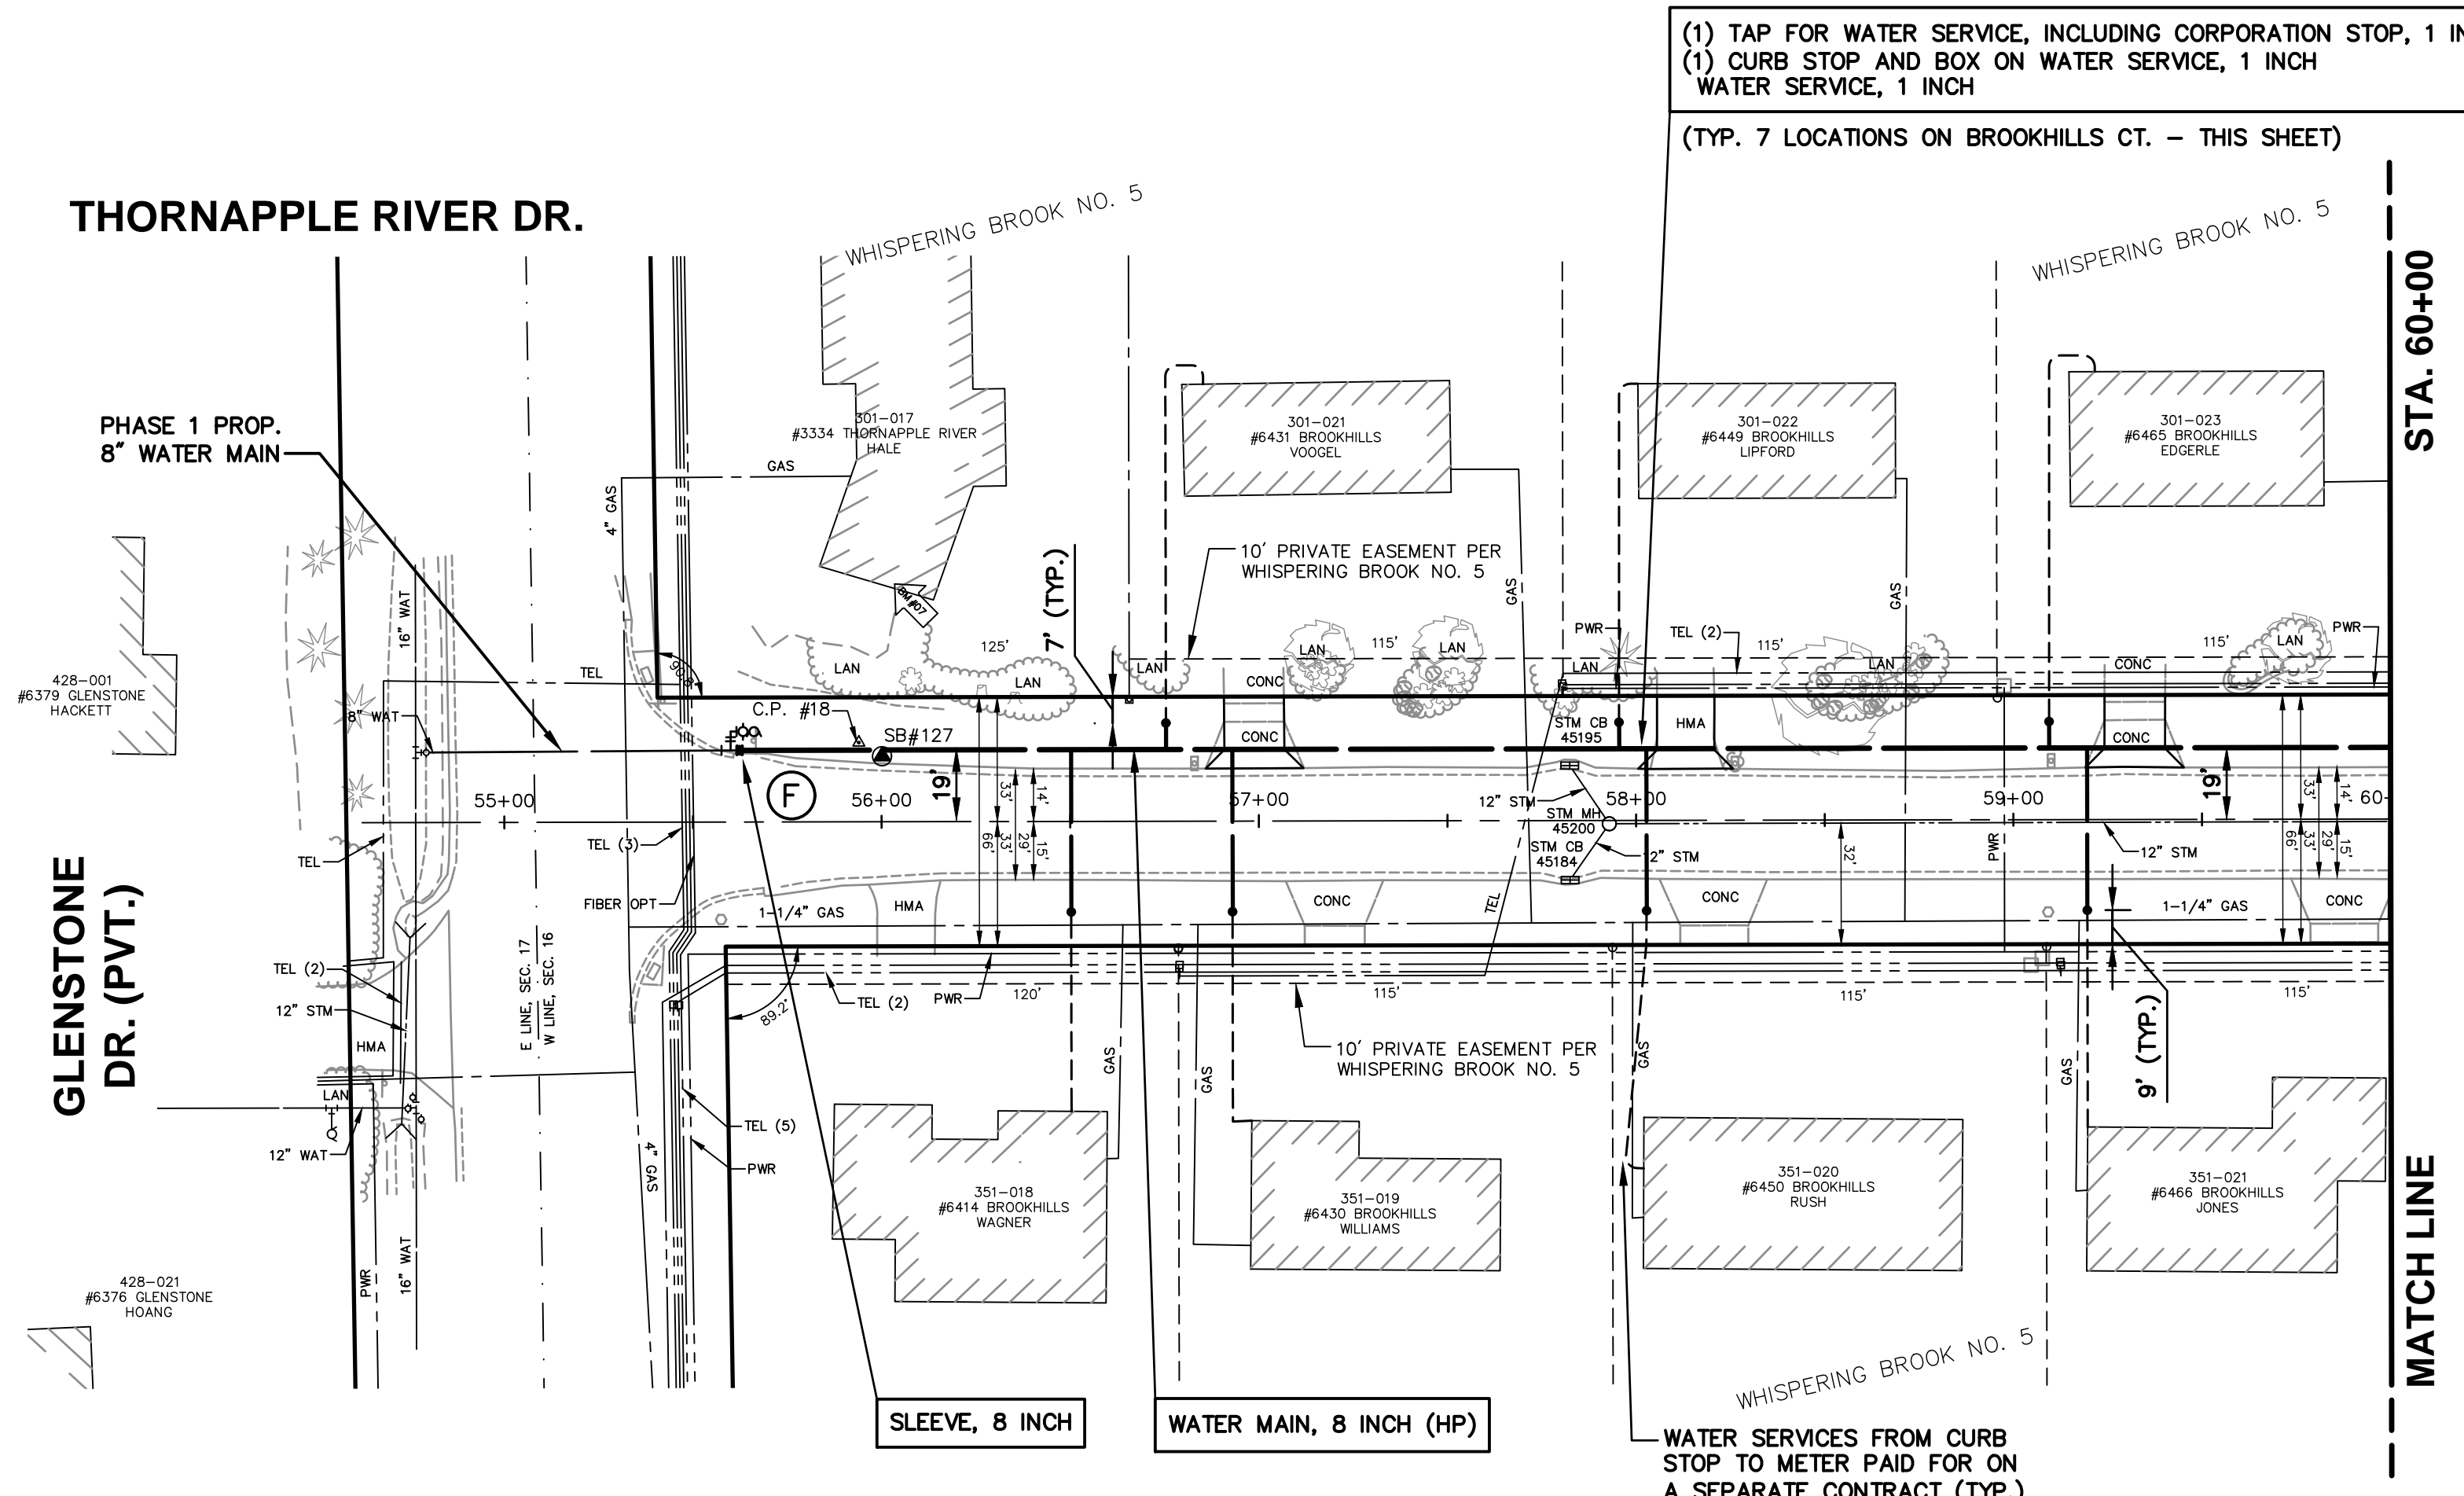 (1) TAP FOR WATER SERVICE, INCLUDING CORPORATION STOP, 1
(1) CURB STOP AND BOX ON WATER SERVICE, 1 INCH
WATER SERVICE, 1 INCH
(TYP. 7 LOCATIONS ON BROOKHILLS CT. – THIS SHEET)
THORNAPPLE RIVER DR.
WHISPERING BROOK NO. 5
WHISPERING BROOK NO. 5
STA. 60+00
PHASE 1 PROP.
8" WATER MAIN
301-017
#3334 THORNAPPLE RIVER
HALE
301-021
#6431 BROOKHILLS
VOOGEL
301-022
#6449 BROOKHILLS
LIPFORD
301-023
#6465 BROOKHILLS
EDGERLE
GAS
4" GAS
16" WAT
BM#07
7' (TYP.)
10' PRIVATE EASEMENT PER
WHISPERING BROOK NO. 5
GAS
GAS
PWR
TEL (2)
PWR
125'
115'
115'
115'
LAN
LAN
LAN
LAN
LAN
LAN
LAN
LAN
CONC
CONC
CONC
CONC
HMA
TEL
90.8°
428-001
#6379 GLENSTONE
HACKETT
8" WAT
C.P. #18
SB#127
STM CB
45195
F
19'
19'
55+00
56+00
57+00
58+00
59+00
60
33'
14'
66'
33'
29'
15'
33'
14'
66'
33'
29'
15'
12" STM
STM MH
45200
STM CB
45184
12" STM
32'
PWR
12" STM
TEL
TEL (3)
FIBER OPT
1-1/4" GAS
HMA
CONC
TEL
CONC
1-1/4" GAS
CONC
GLENSTONE
DR. (PVT.)
TEL (2)
12" STM
HMA
LAN
12" WAT
E LINE, SEC. 17
W LINE, SEC. 16
89.2°
TEL (2)
PWR
120'
115'
115'
115'
10' PRIVATE EASEMENT PER
WHISPERING BROOK NO. 5
GAS
GAS
GAS
GAS
9' (TYP.)
TEL (5)
PWR
4" GAS
PWR
16" WAT
351-018
#6414 BROOKHILLS
WAGNER
351-019
#6430 BROOKHILLS
WILLIAMS
351-020
#6450 BROOKHILLS
RUSH
351-021
#6466 BROOKHILLS
JONES
428-021
#6376 GLENSTONE
HOANG
MATCH LINE
WHISPERING BROOK NO. 5
SLEEVE, 8 INCH
WATER MAIN, 8 INCH (HP)
WATER SERVICES FROM CURB
STOP TO METER PAID FOR ON
A SEPARATE CONTRACT (TYP.)